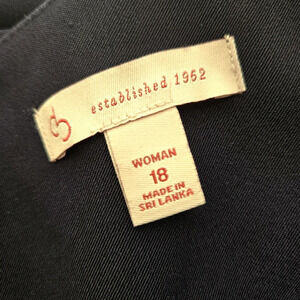 established 1962
WOMAN
18
MADE IN
SRI LANKA